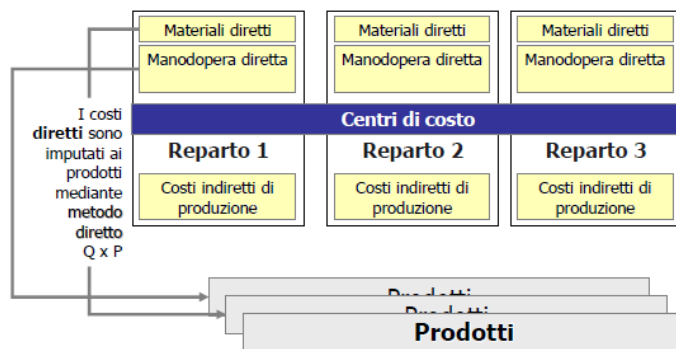 Materiali diretti
Manodopera diretta
Materiali diretti
Manodopera diretta
Materiali diretti
Manodopera diretta
I costi
diretti sono
imputati ai
prodotti
mediante
metodo
diretto
Q x P
Centri di costo
Reparto 1
Reparto 2
Reparto 3
Costi indiretti di
produzione
Costi indiretti di
produzione
Costi indiretti di
produzione
Prodotti
Prodotti
Prodotti